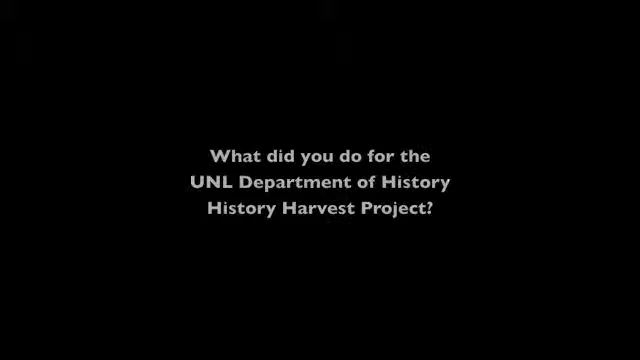 What did you do for the
UNL Department of History
History Harvest Project?